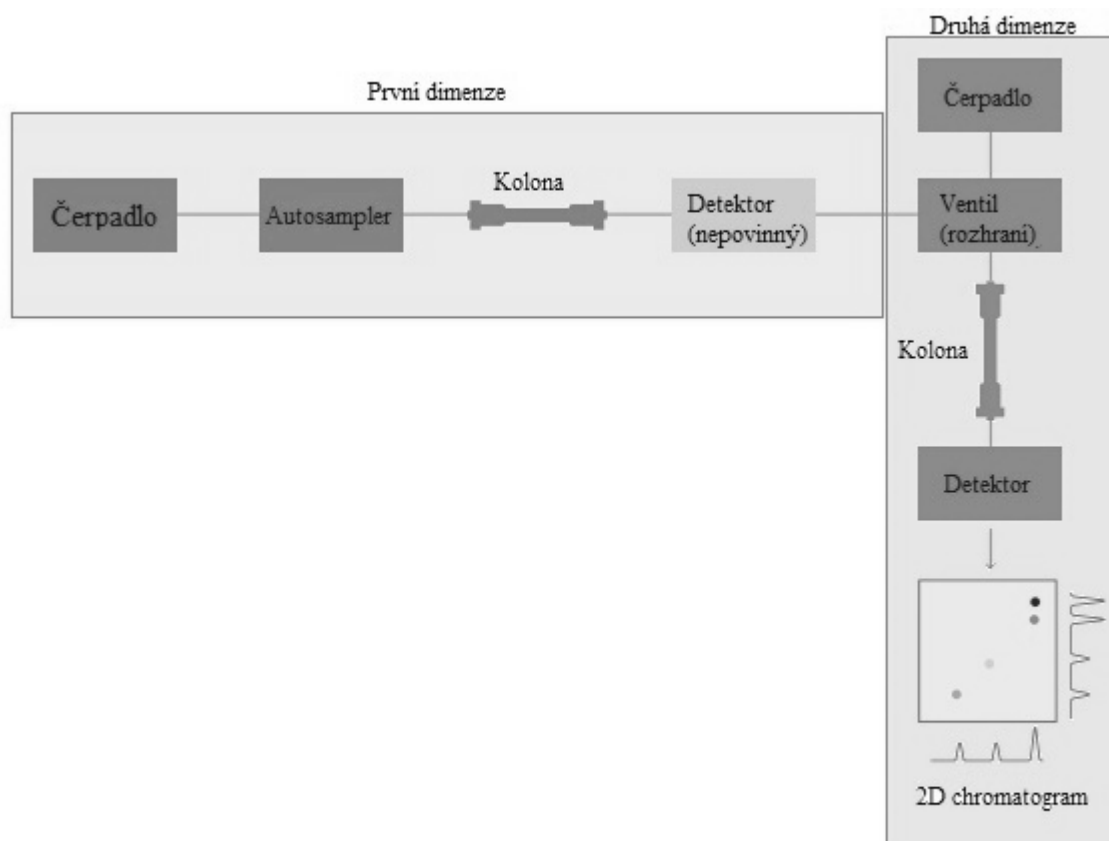 Druhá dimenze
První dimenze
Čerpadlo
Čerpadlo
Autosampler
Kolona
Detektor
(nepovinný)
Ventil
(rozhraní)
Kolona
Detektor
2D chromatogram